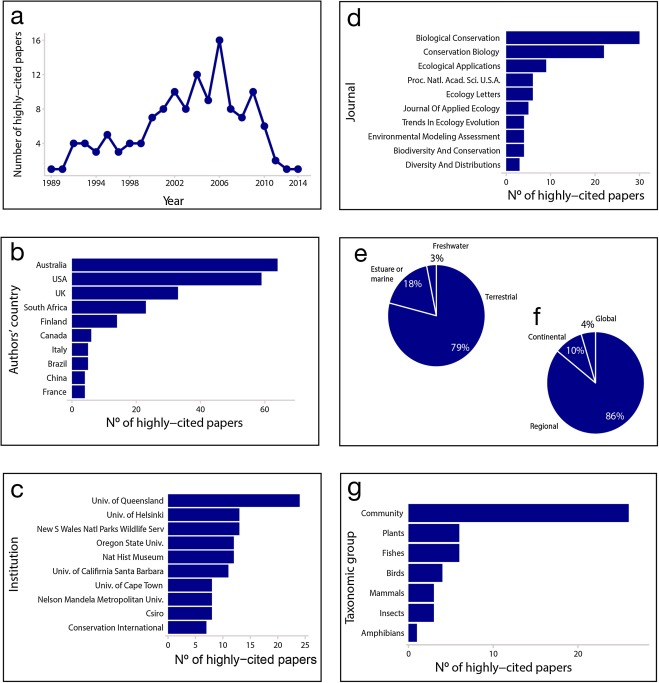 a
Number of highly−cited papers
16
12
8
4
1989
1994
1998
2002
2006
2010
2014
Year
b
Authors' country
Australia
USA
UK
South Africa
Finland
Canada
Italy
Brazil
China
France
0
20
40
60
Nº of highly−cited papers
c
Institution
Univ. of Queensland
Univ. of Helsinki
New S Wales Natl Parks Wildlife Serv
Oregon State Univ.
Nat Hist Museum
Univ. of Califirnia Santa Barbara
Univ. of Cape Town
Nelson Mandela Metropolitan Univ.
Csiro
Conservation International
0
5
10
15
20
25
Nº of highly−cited papers
d
Journal
Biological Conservation
Conservation Biology
Ecological Applications
Proc. Natl. Acad. Sci. U.S.A.
Ecology Letters
Journal Of Applied Ecology
Trends In Ecology Evolution
Environmental Modeling Assessment
Biodiversity And Conservation
Diversity And Distributions
0
10
20
30
Nº of highly−cited papers
e
Freshwater
3%
Estuare or
marine
18%
Terrestrial
79%
f
Global
4%
Continental
10%
Regional
86%
g
Taxonomic group
Community
Plants
Fishes
Birds
Mammals
Insects
Amphibians
0
10
20
Nº of highly−cited papers